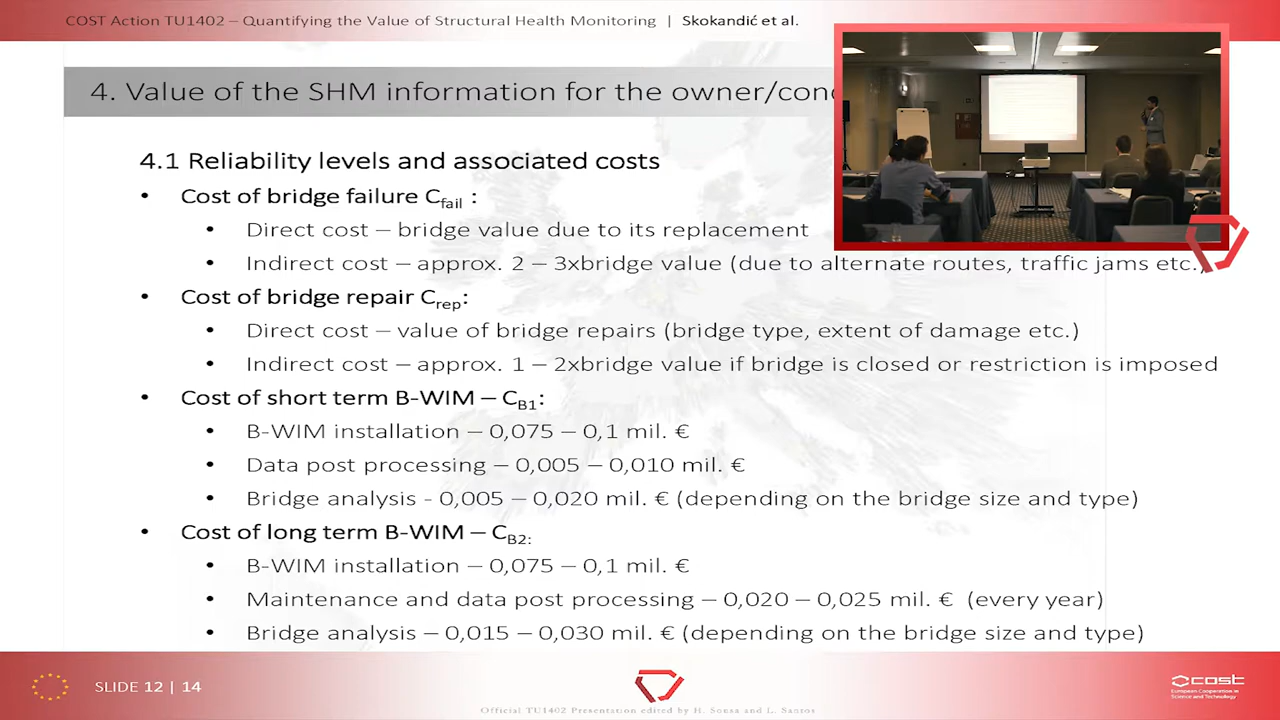 COST Action TU1402 – Quantifying the Value of Structural Health Monitoring | Skokandić et al.
4. Value of the SHM information for the owner/
4.1 Reliability levels and associated costs
• Cost of bridge failure Cfail :
• Direct cost – bridge value due to its replacement
• Indirect cost – approx. 2 – 3xbridge value (due to alternate routes, traffic jams etc.)
• Cost of bridge repair Crep:
• Direct cost – value of bridge repairs (bridge type, extent of damage etc.)
• Indirect cost – approx. 1 – 2xbridge value if bridge is closed or restriction is imposed
• Cost of short term B-WIM – CB1:
• B-WIM installation – 0,075 – 0,1 mil. €
• Data post processing – 0,005 – 0,010 mil. €
• Bridge analysis - 0,005 – 0,020 mil. € (depending on the bridge size and type)
• Cost of long term B-WIM – CB2:
• B-WIM installation – 0,075 – 0,1 mil. €
• Maintenance and data post processing – 0,020 – 0,025 mil. € (every year)
• Bridge analysis – 0,015 – 0,030 mil. € (depending on the bridge size and type)
SLIDE 12 | 14
cost
European Cooperation in
Science and Technology
Official TU1402 Presentation edited by H. Sousa and L. Santos